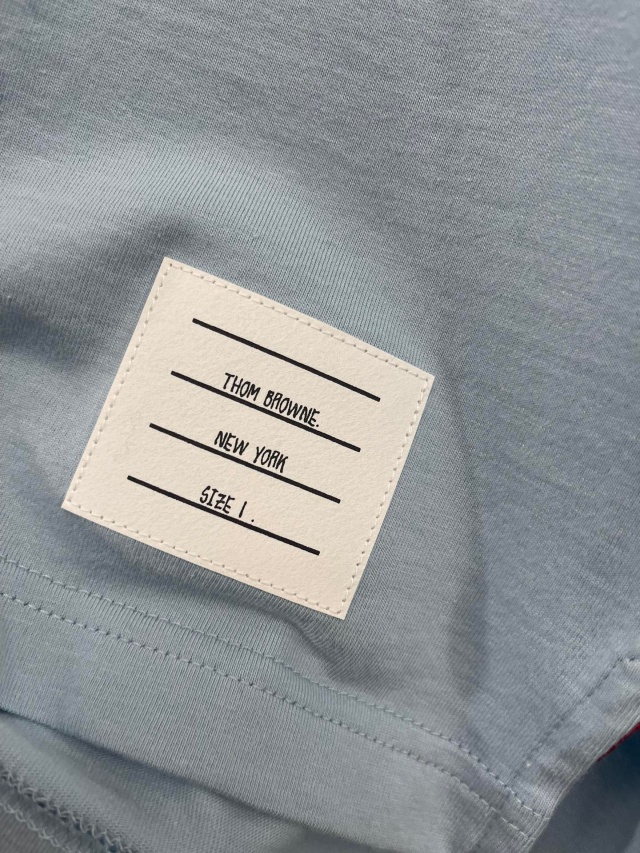 THOM BROWNE.
NEW YORK
SIZE 1.